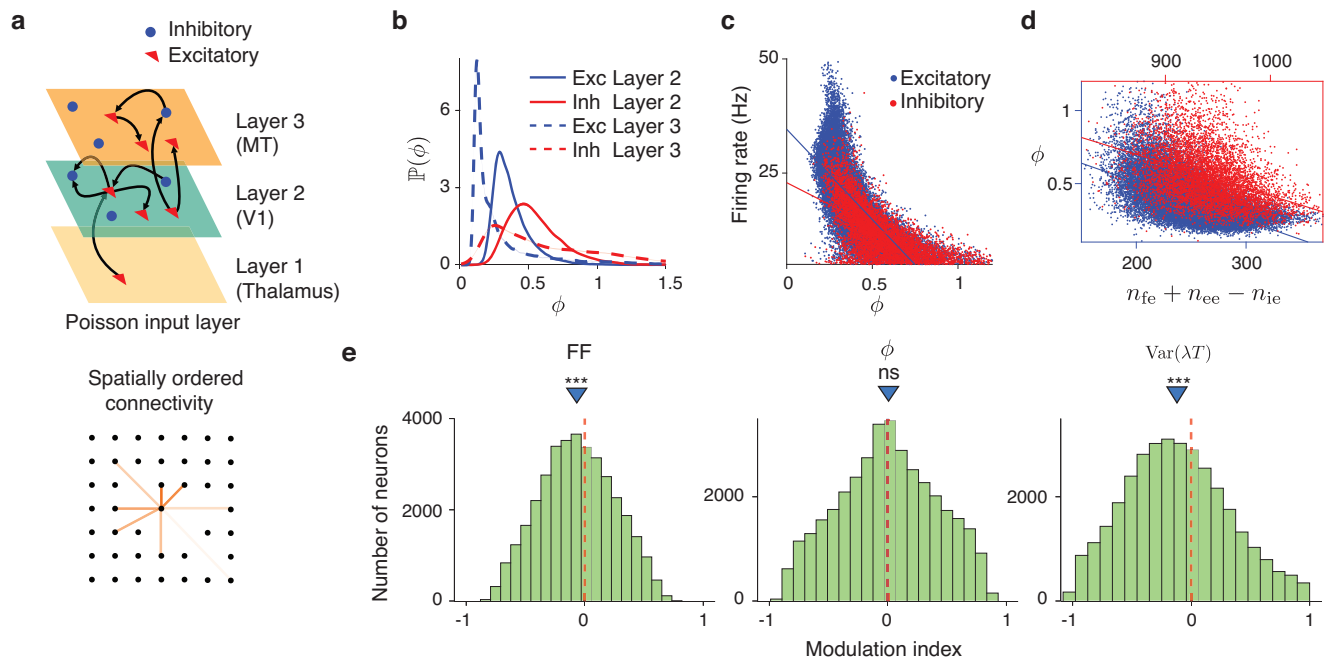 a
Inhibitory
Excitatory
Layer 3
(MT)
Layer 2
(V1)
Layer 1
(Thalamus)
Poisson input layer
Spatially ordered
connectivity
b
Exc Layer 2
Inh Layer 2
Exc Layer 3
Inh Layer 3
ℙ(ϕ)
6
3
0
0 0.5 1 1.5
ϕ
c
Firing rate (Hz)
50
25
Excitatory
Inhibitory
0 0.5 1
ϕ
d
900 1000
ϕ
1
0.5
200 300
n_fe + n_ee − n_ie
e
FF
***
Number of neurons
4000
2000
0
-1 0 1
ϕ
ns
2000
0
-1 0 1
Modulation index
Var(λT)
***
2000
0
-1 0 1